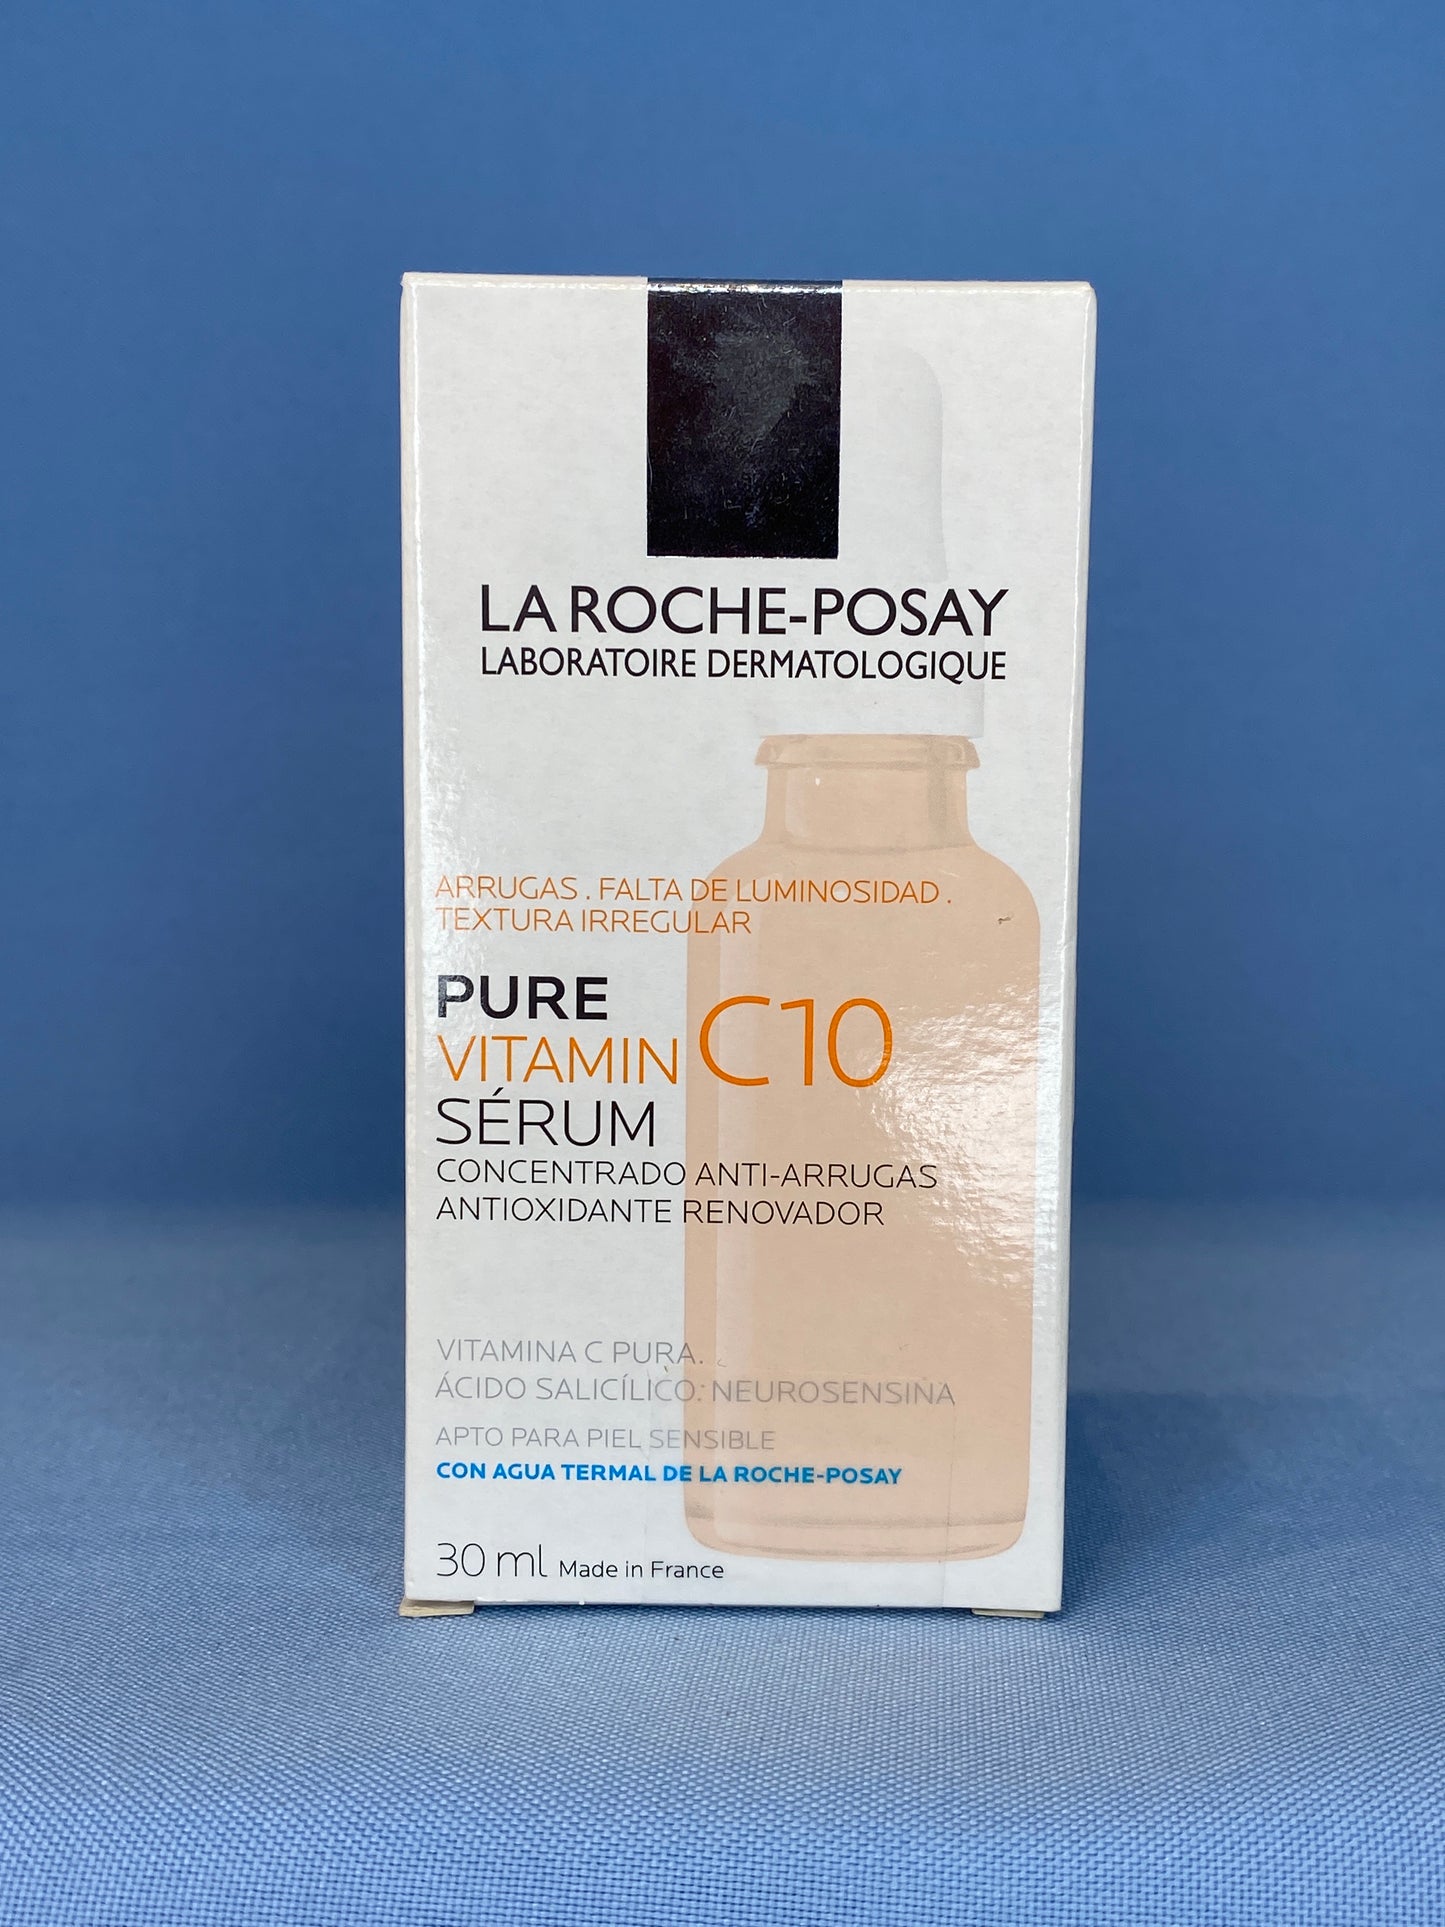 LA ROCHE-POSAY
LABORATOIRE DERMATOLOGIQUE
ARRUGAS . FALTA DE LUMINOSIDAD .
TEXTURA IRREGULAR
PURE
VITAMIN C10
SÉRUM
CONCENTRADO ANTI-ARRUGAS
ANTIOXIDANTE RENOVADOR
VITAMINA C PURA.
ÁCIDO SALICÍLICO. NEUROSENSINA
APTO PARA PIEL SENSIBLE
CON AGUA TERMAL DE LA ROCHE-POSAY
30 ml Made in France